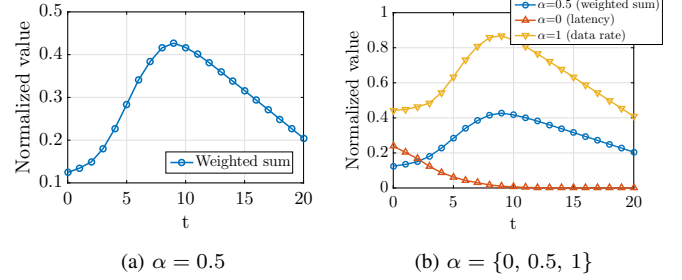 0.5
0.4
0.3
0.2
0.1
0 5 10 15 20
Normalized value
t
Weighted sum
(a) α = 0.5
α=0.5 (weighted sum)
α=0 (latency)
α=1 (data rate)
1
0.8
0.6
0.4
0.2
0
0 5 10 15 20
Normalized value
t
(b) α = {0, 0.5, 1}